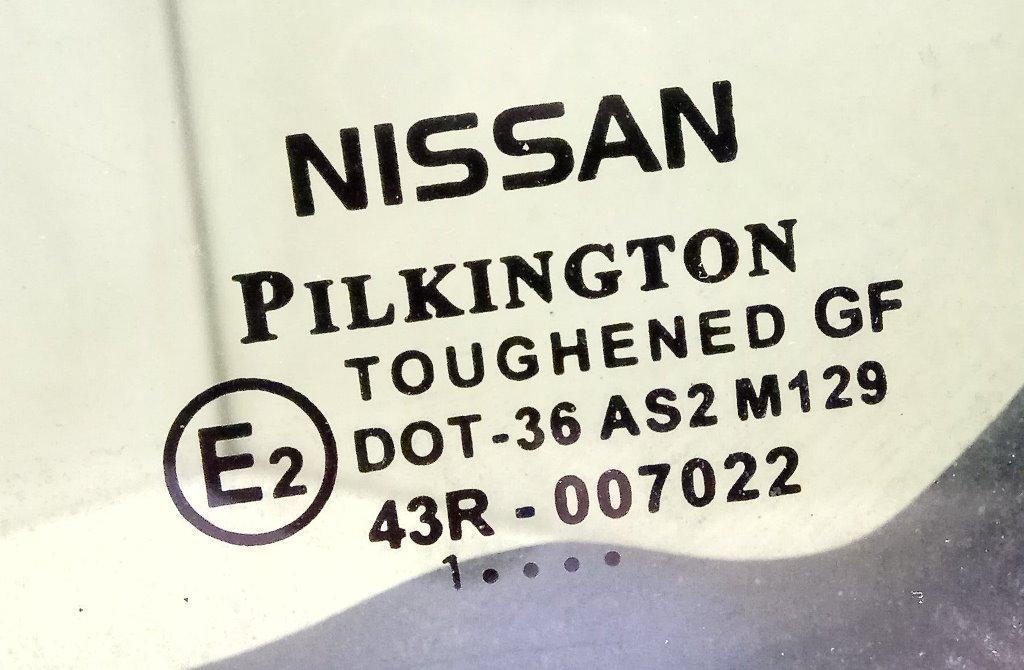 NISSAN
PILKINGTON
TOUGHENED GF
E2
DOT-36 AS2 M129
43R - 007022
1 • • • •